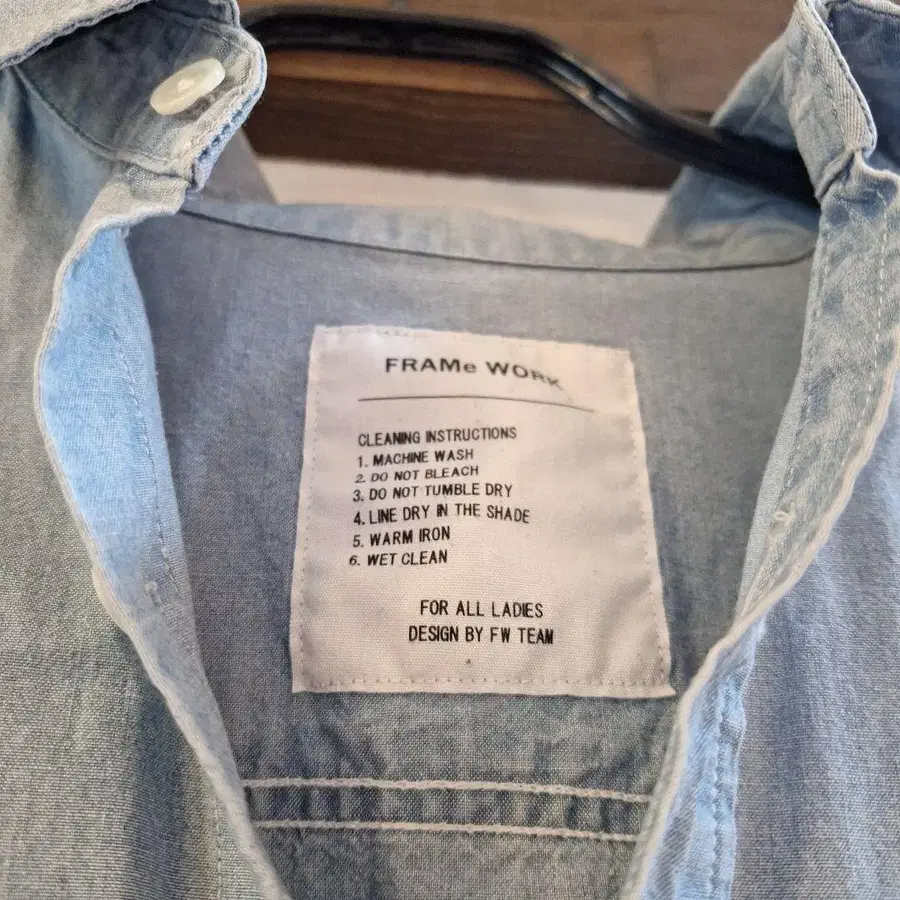 FRAMe WORK
CLEANING INSTRUCTIONS
1. MACHINE WASH
2. DO NOT BLEACH
3. DO NOT TUMBLE DRY
4. LINE DRY IN THE SHADE
5. WARM IRON
6. WET CLEAN
FOR ALL LADIES
DESIGN BY FW TEAM